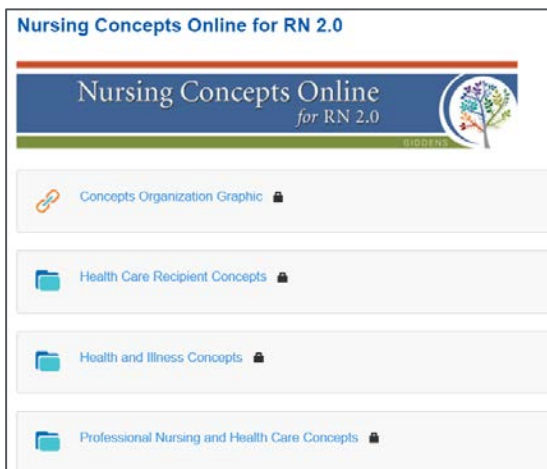 Nursing Concepts Online for RN 2.0
Nursing Concepts Online
for RN 2.0
GIDDENS
Concepts Organization Graphic
Health Care Recipient Concepts
Health and Illness Concepts
Professional Nursing and Health Care Concepts